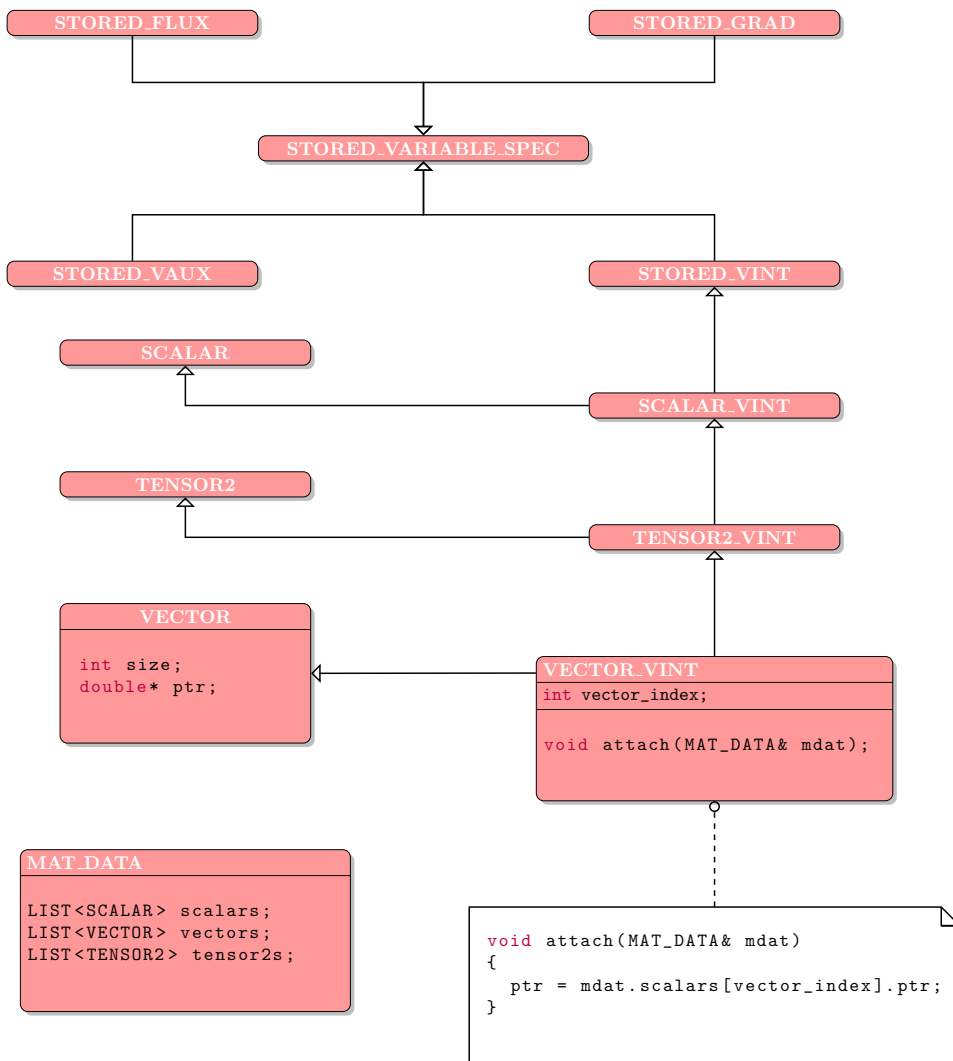 STORED_FLUX
STORED_GRAD
STORED_VARIABLE_SPEC
STORED_VAUX
STORED_VINT
SCALAR
SCALAR_VINT
TENSOR2
TENSOR2_VINT
VECTOR
int size;
double* ptr;
VECTOR_VINT
int vector_index;
void attach(MAT_DATA& mdat);
MAT_DATA
LIST<SCALAR> scalars;
LIST<VECTOR> vectors;
LIST<TENSOR2> tensor2s;
void attach(MAT_DATA& mdat)
{
ptr = mdat.scalars[vector_index].ptr;
}